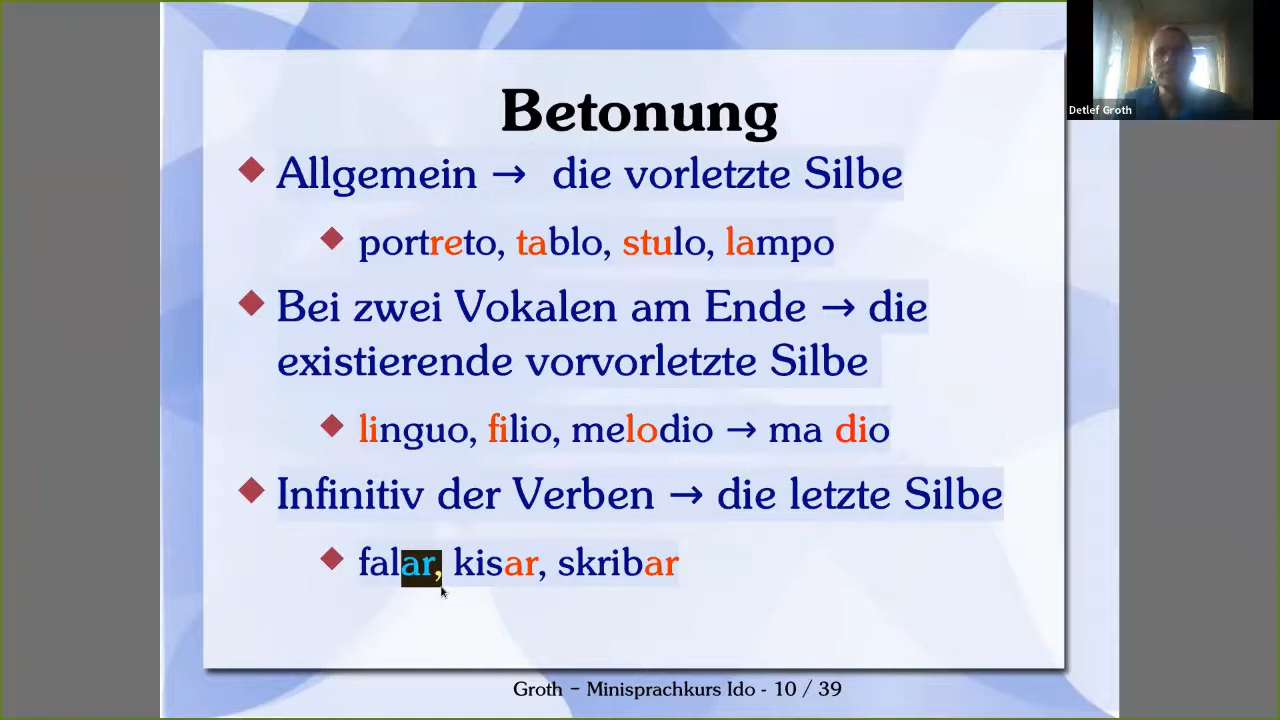 Betonung
Allgemein → die vorletzte Silbe
portreto, tablo, stulo, lampo
Bei zwei Vokalen am Ende → die
existierende vorvorletzte Silbe
linguo, filio, melodio → ma dio
Infinitiv der Verben → die letzte Silbe
falar, kisar, skribar
Groth – Minisprachkurs Ido - 10 / 39
Detlef Groth